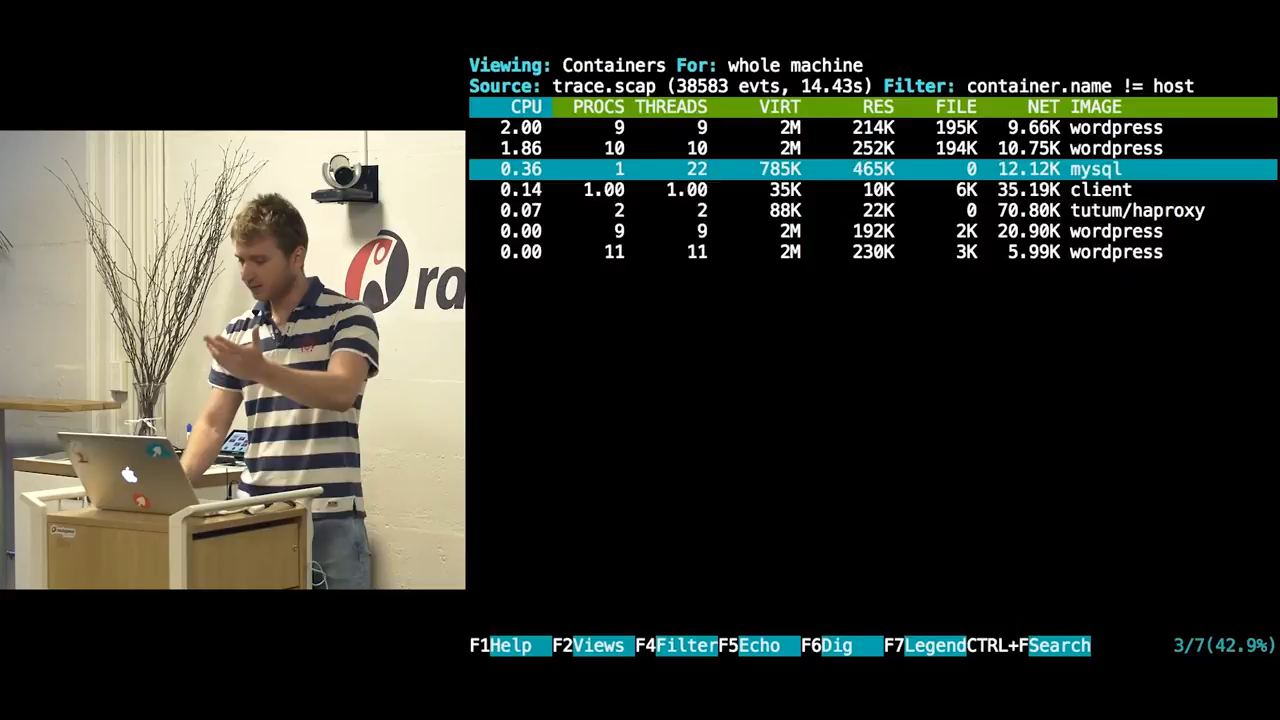 Viewing: Containers For: whole machine
Source: trace.scap (38583 evts, 14.43s) Filter: container.name != host
CPU PROCS THREADS VIRT RES FILE NET IMAGE
2.00 9 9 2M 214K 195K 9.66K wordpress
1.86 10 10 2M 252K 194K 10.75K wordpress
0.36 1 22 785K 465K 0 12.12K mysql
0.14 1.00 1.00 35K 10K 6K 35.19K client
0.07 2 2 88K 22K 0 70.80K tutum/haproxy
0.00 9 9 2M 192K 2K 20.90K wordpress
0.00 11 11 2M 230K 3K 5.99K wordpress
F1Help F2Views F4FilterF5Echo F6Dig F7LegendCTRL+FSearch 3/7(42.9%)